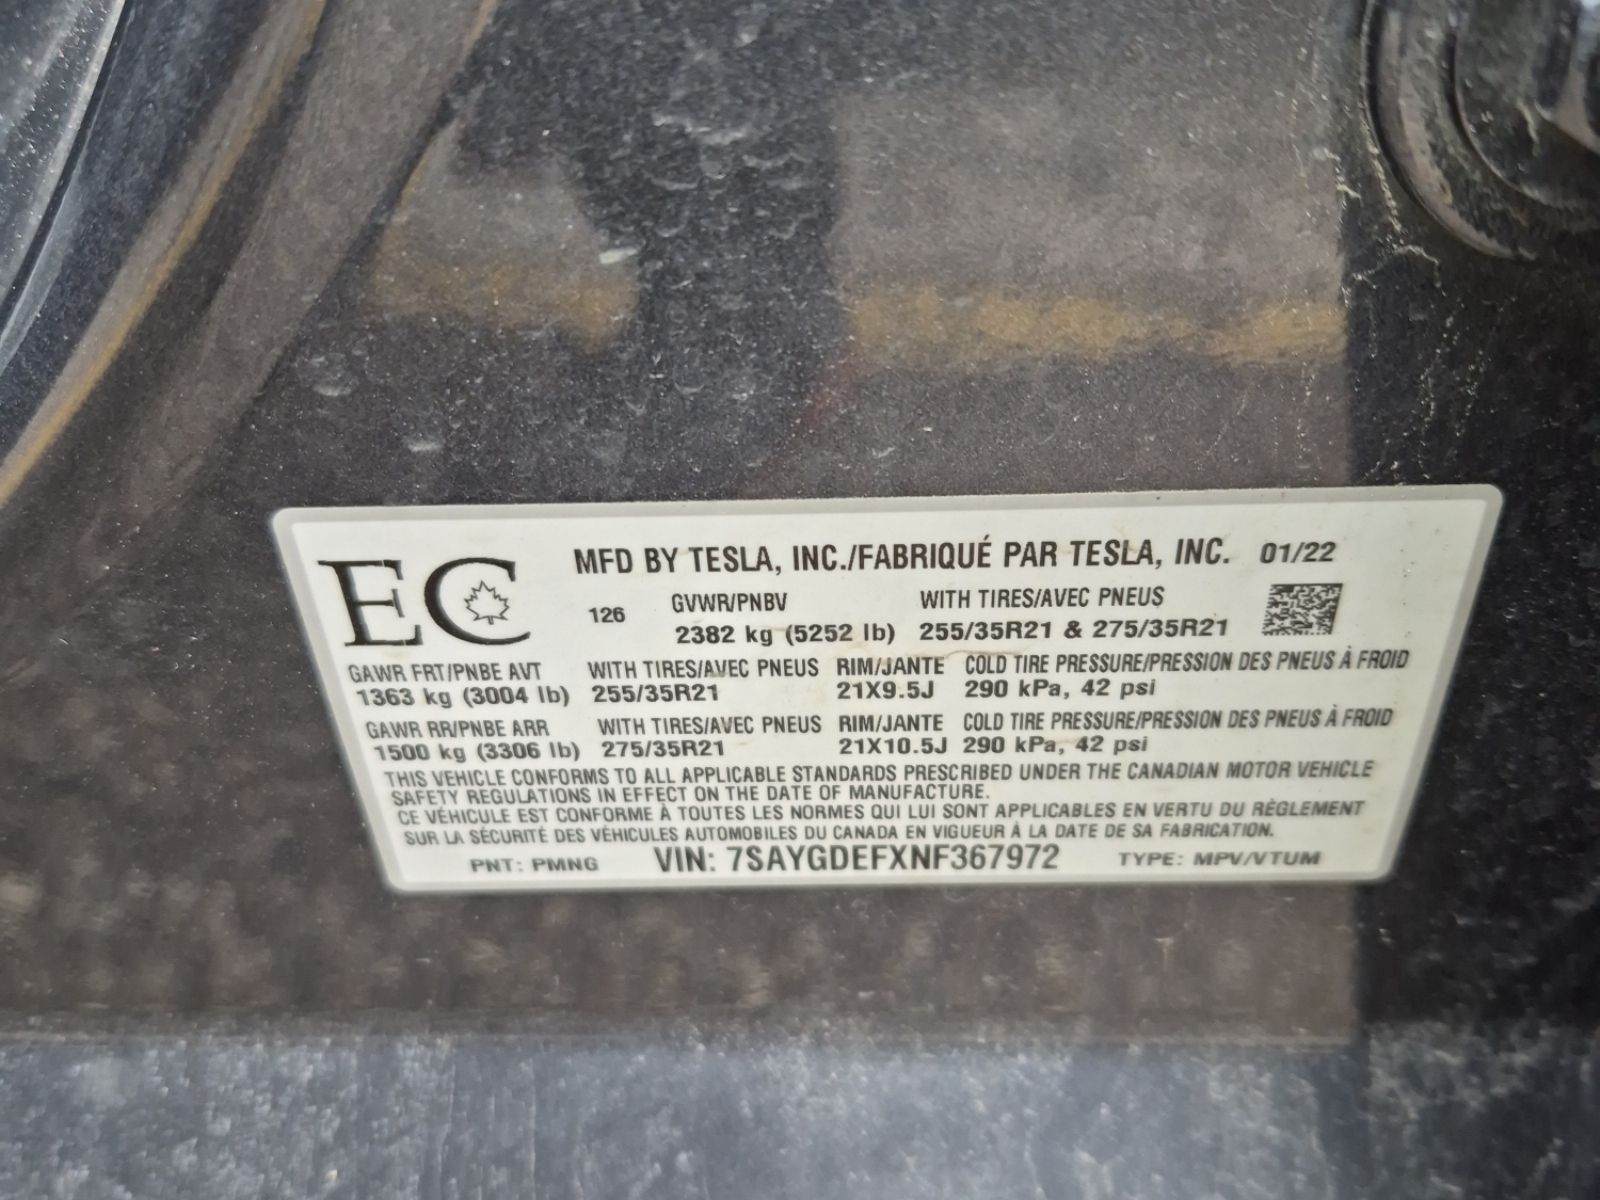 EC
MFD BY TESLA, INC./FABRIQUÉ PAR TESLA, INC. 01/22
126 GVWR/PNBV WITH TIRES/AVEC PNEUS
2382 kg (5252 lb) 255/35R21 & 275/35R21
GAWR FRT/PNBE AVT WITH TIRES/AVEC PNEUS RIM/JANTE COLD TIRE PRESSURE/PRESSION DES PNEUS À FROID
1363 kg (3004 lb) 255/35R21 21X9.5J 290 kPa, 42 psi
GAWR RR/PNBE ARR WITH TIRES/AVEC PNEUS RIM/JANTE COLD TIRE PRESSURE/PRESSION DES PNEUS À FROID
1500 kg (3306 lb) 275/35R21 21X10.5J 290 kPa, 42 psi
THIS VEHICLE CONFORMS TO ALL APPLICABLE STANDARDS PRESCRIBED UNDER THE CANADIAN MOTOR VEHICLE
SAFETY REGULATIONS IN EFFECT ON THE DATE OF MANUFACTURE.
CE VÉHICULE EST CONFORME À TOUTES LES NORMES QUI LUI SONT APPLICABLES EN VERTU DU RÈGLEMENT
SUR LA SÉCURITÉ DES VÉHICULES AUTOMOBILES DU CANADA EN VIGUEUR À LA DATE DE SA FABRICATION.
PNT: PMNG VIN: 7SAYGDEFXNF367972 TYPE: MPV/VTUM